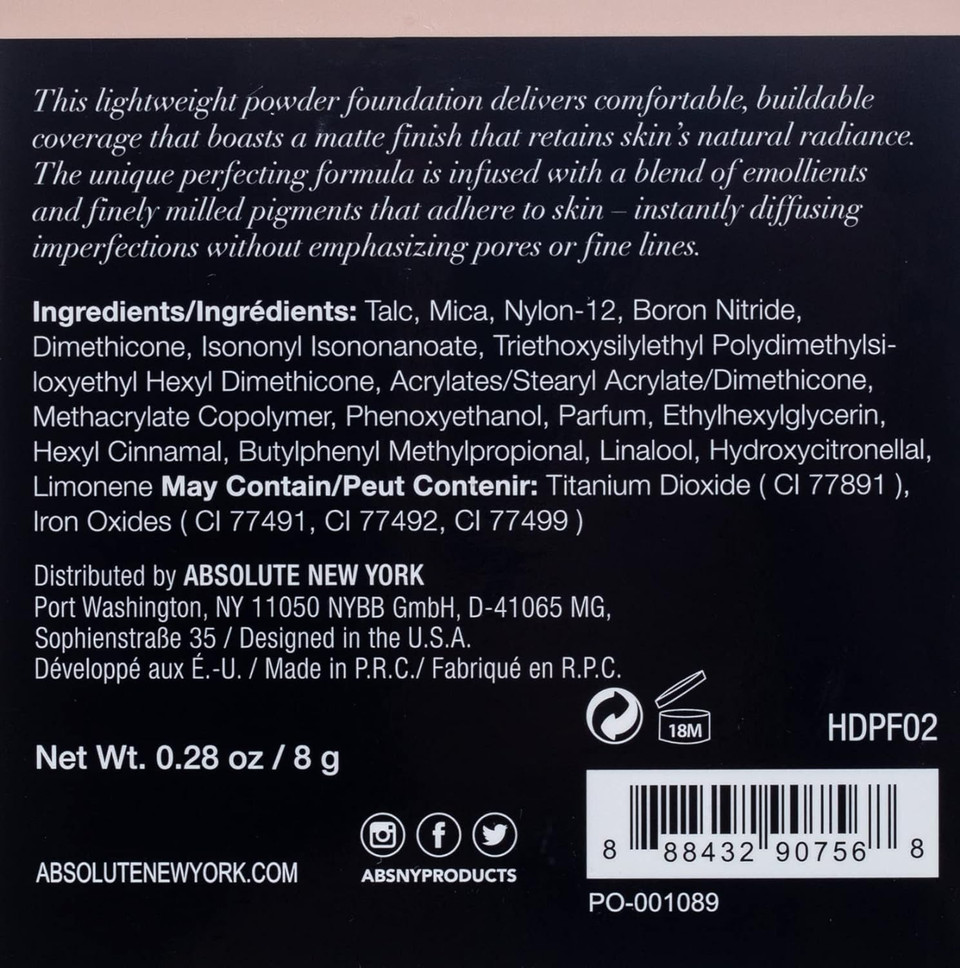 This lightweight powder foundation delivers comfortable, buildable
coverage that boasts a matte finish that retains skin's natural radiance.
The unique perfecting formula is infused with a blend of emollients
and finely milled pigments that adhere to skin – instantly diffusing
imperfections without emphasizing pores or fine lines.
Ingredients/Ingrédients: Talc, Mica, Nylon-12, Boron Nitride,
Dimethicone, Isononyl Isononanoate, Triethoxysilylethyl Polydimethylsi-
loxyethyl Hexyl Dimethicone, Acrylates/Stearyl Acrylate/Dimethicone,
Methacrylate Copolymer, Phenoxyethanol, Parfum, Ethylhexylglycerin,
Hexyl Cinnamal, Butylphenyl Methylpropional, Linalool, Hydroxycitronellal,
Limonene May Contain/Peut Contenir: Titanium Dioxide ( CI 77891 ),
Iron Oxides ( CI 77491, CI 77492, CI 77499 )
Distributed by ABSOLUTE NEW YORK
Port Washington, NY 11050 NYBB GmbH, D-41065 MG,
Sophienstraße 35 / Designed in the U.S.A.
Développé aux É.-U. / Made in P.R.C./ Fabriqué en R.P.C.
18M
HDPF02
Net Wt. 0.28 oz / 8 g
8 88432 90756 8
ABSOLUTENEWYORK.COM
ABSNYPRODUCTS
PO-001089